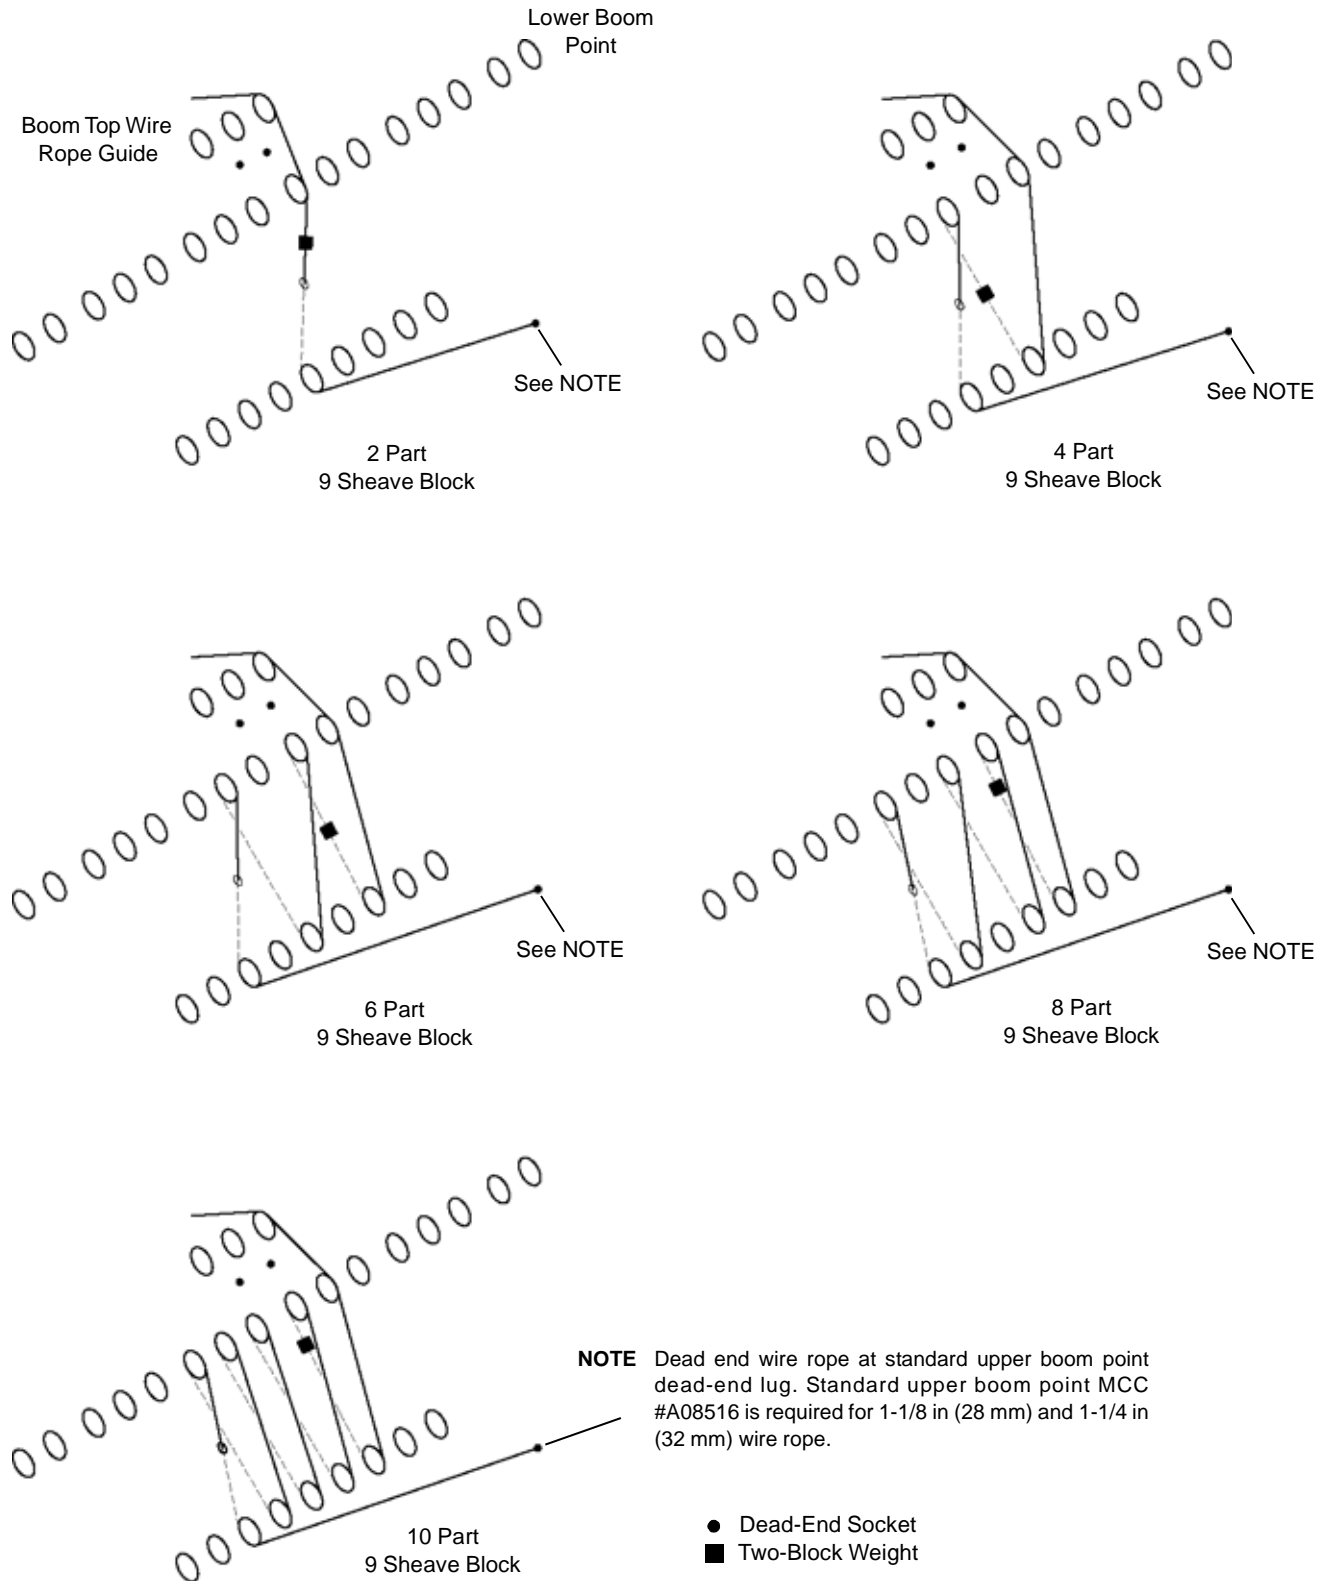 Lower Boom
Point
Boom Top Wire
Rope Guide
See NOTE
2 Part
9 Sheave Block
See NOTE
4 Part
9 Sheave Block
See NOTE
6 Part
9 Sheave Block
See NOTE
8 Part
9 Sheave Block
NOTE Dead end wire rope at standard upper boom point
dead-end lug. Standard upper boom point MCC
#A08516 is required for 1-1/8 in (28 mm) and 1-1/4 in
(32 mm) wire rope.
10 Part
9 Sheave Block
Dead-End Socket
Two-Block Weight